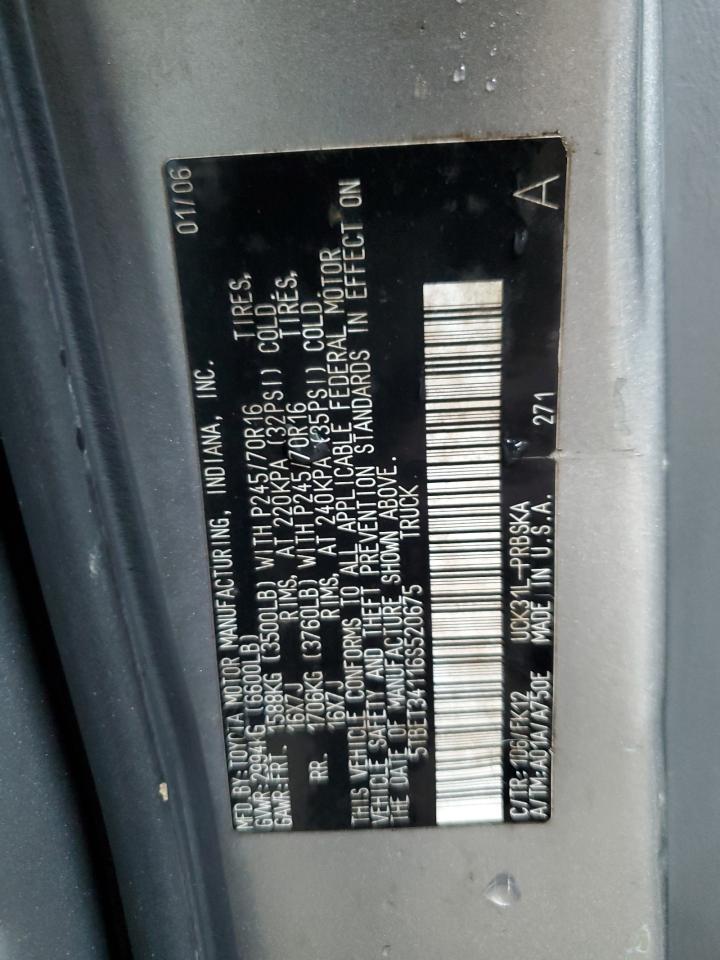 01/06
MFD. BY: TOYOTA MOTOR MANUFACTURING, INDIANA, INC.
GVWR: 2994KG (6600LB)
GAWR: FRT. 1588KG (3500LB) WITH P245/70R16 TIRES,
16X7J RIMS, AT 220KPA (32PSI) COLD.
RR. 1706KG (3760LB) WITH P245/70R16 TIRES,
16X7J RIMS, AT 240KPA (35PSI) COLD.
THIS VEHICLE CONFORMS TO ALL APPLICABLE FEDERAL MOTOR
VEHICLE SAFETY AND THEFT PREVENTION STANDARDS IN EFFECT ON
THE DATE OF MANUFACTURE SHOWN ABOVE.
5TBET34116S520675 TRUCK
C/TR: 1D6/FK12 UCK31L-PRBSKA 271 A
A/TM: A01A/A750E MADE IN U.S.A.